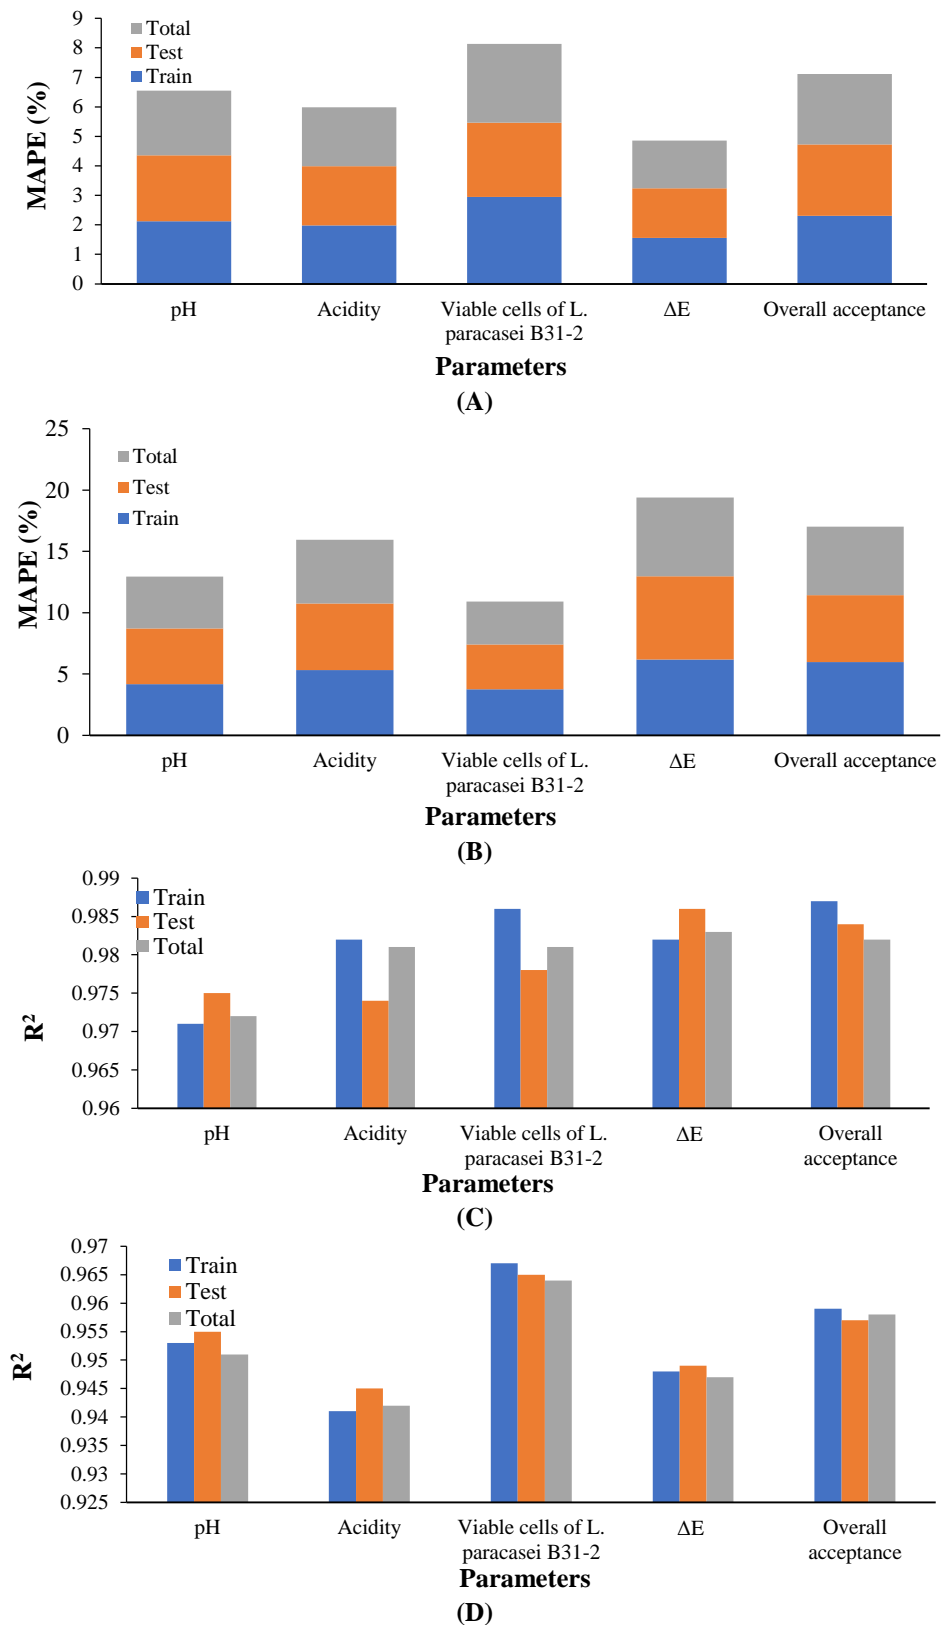 9
8
7
6
5
4
3
2
1
0
MAPE (%)
Total
Test
Train
pH
Acidity
Viable cells of L.
paracasei B31-2
ΔE
Overall acceptance
Parameters
(A)
25
20
15
10
5
0
MAPE (%)
Total
Test
Train
pH
Acidity
Viable cells of L.
paracasei B31-2
ΔE
Overall acceptance
Parameters
(B)
0.99
0.985
0.98
0.975
0.97
0.965
0.96
R²
Train
Test
Total
pH
Acidity
Viable cells of L.
paracasei B31-2
ΔE
Overall
acceptance
Parameters
(C)
0.97
0.965
0.96
0.955
0.95
0.945
0.94
0.935
0.93
0.925
R²
Train
Test
Total
pH
Acidity
Viable cells of L.
paracasei B31-2
ΔE
Overall
acceptance
Parameters
(D)